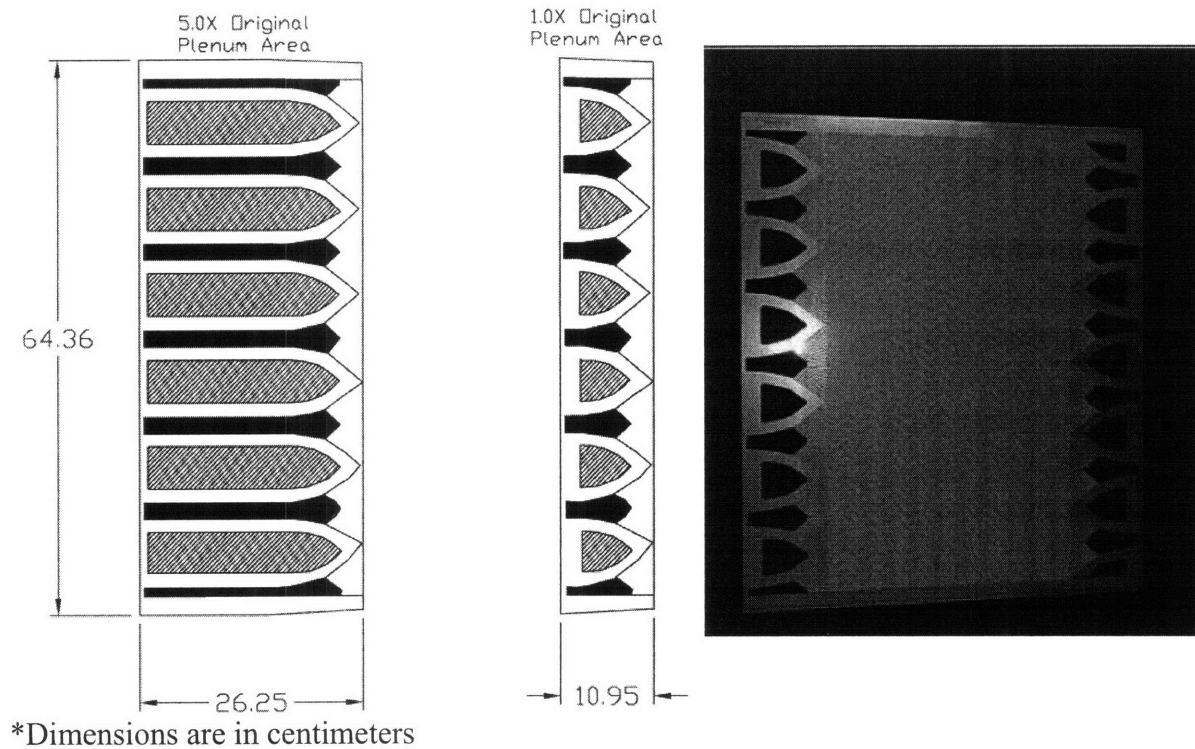 5.0X Original
Plenum Area
1.0X Original
Plenum Area
64.36
26.25
10.95
*Dimensions are in centimeters